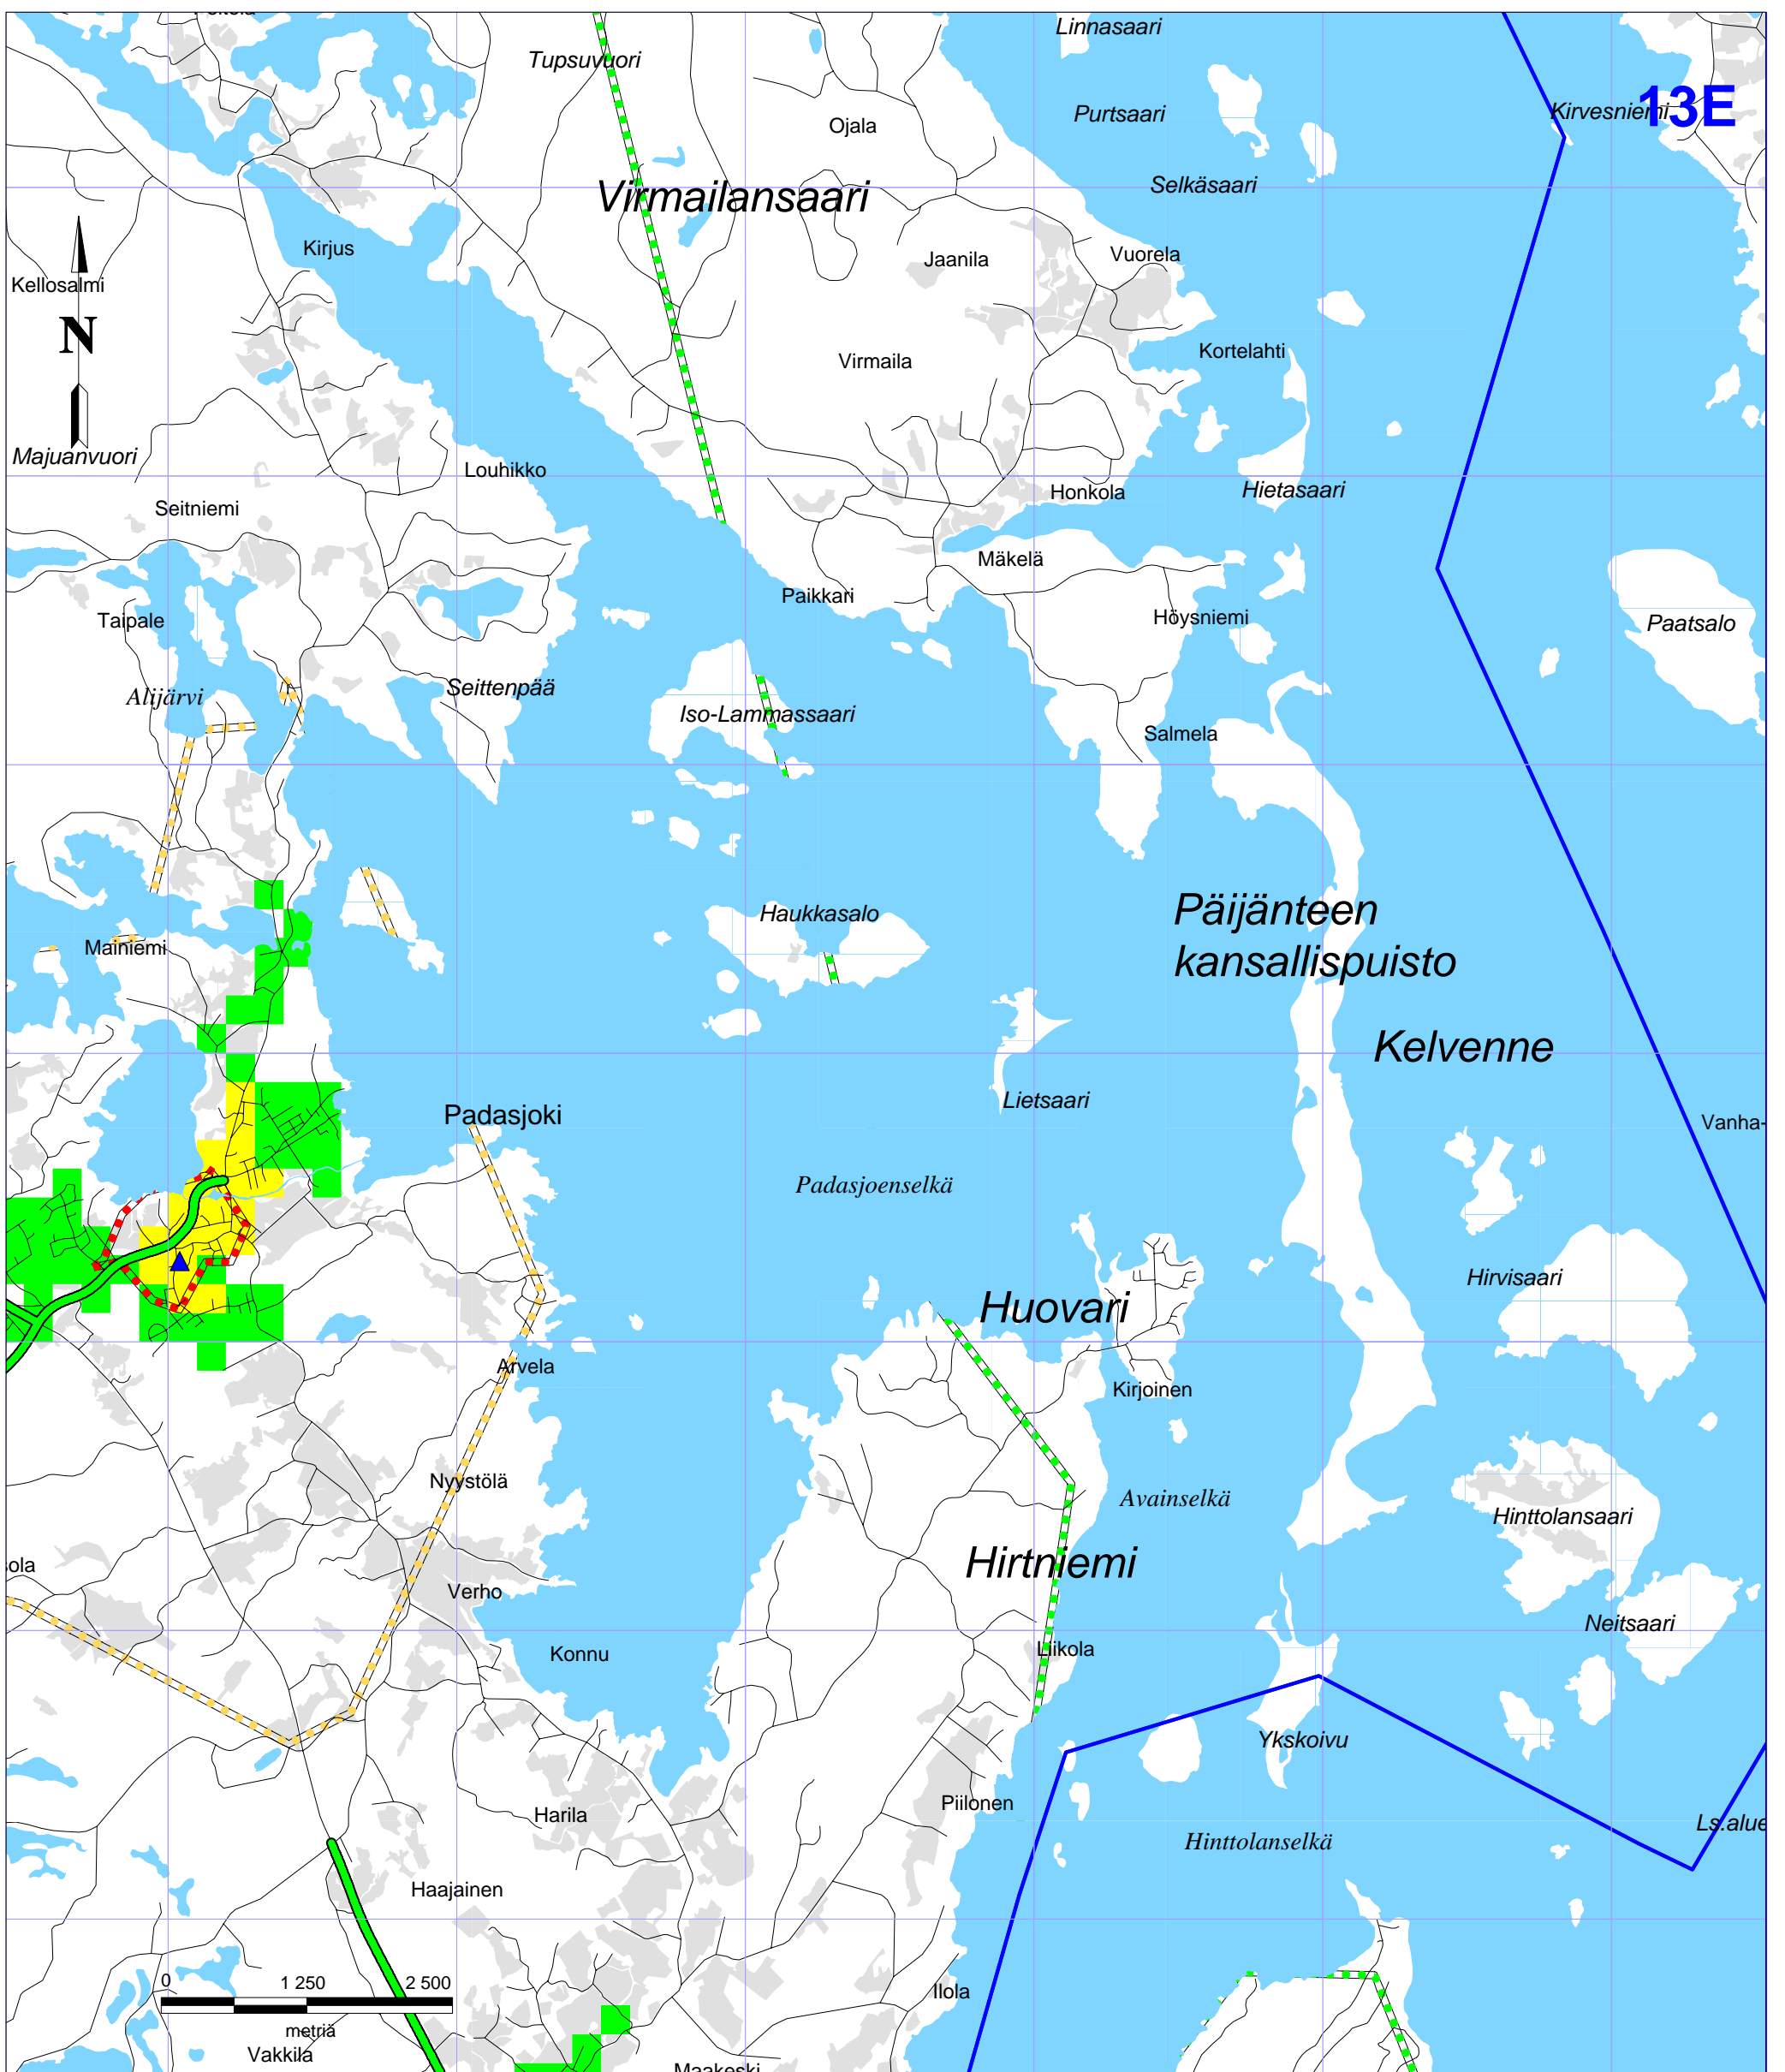 Linnasaari
Tupsuvuori
Kirvesniemi
13E
Purtsaari
Ojala
Selkäsaari
Virmailansaari
Kirjus
Jaanila
Vuorela
Kellosalmi
N
Kortelahti
Virmaila
Majuanvuori
Louhikko
Honkola
Hietasaari
Seitniemi
Mäkelä
Paikkari
Taipale
Höysniemi
Paatsalo
Seittenpää
Alijärvi
Iso-Lammassaari
Salmela
Haukkasalo
Päijänteen
kansallispuisto
Mainiemi
Kelvenne
Lietsaari
Padasjoki
Vanha-
Padasjoenselkä
Hirvisaari
Huovari
Arvela
Kirjoinen
Nyystölä
Avainselkä
Hinttolansaari
Hirtniemi
Verho
Neitsaari
Konnu
Liikola
Ykskoivu
Piilonen
Harila
Ls.alue
Hinttolanselkä
Haajainen
0 1 250 2 500
metriä
Ilola
Vakkila
Maakeski